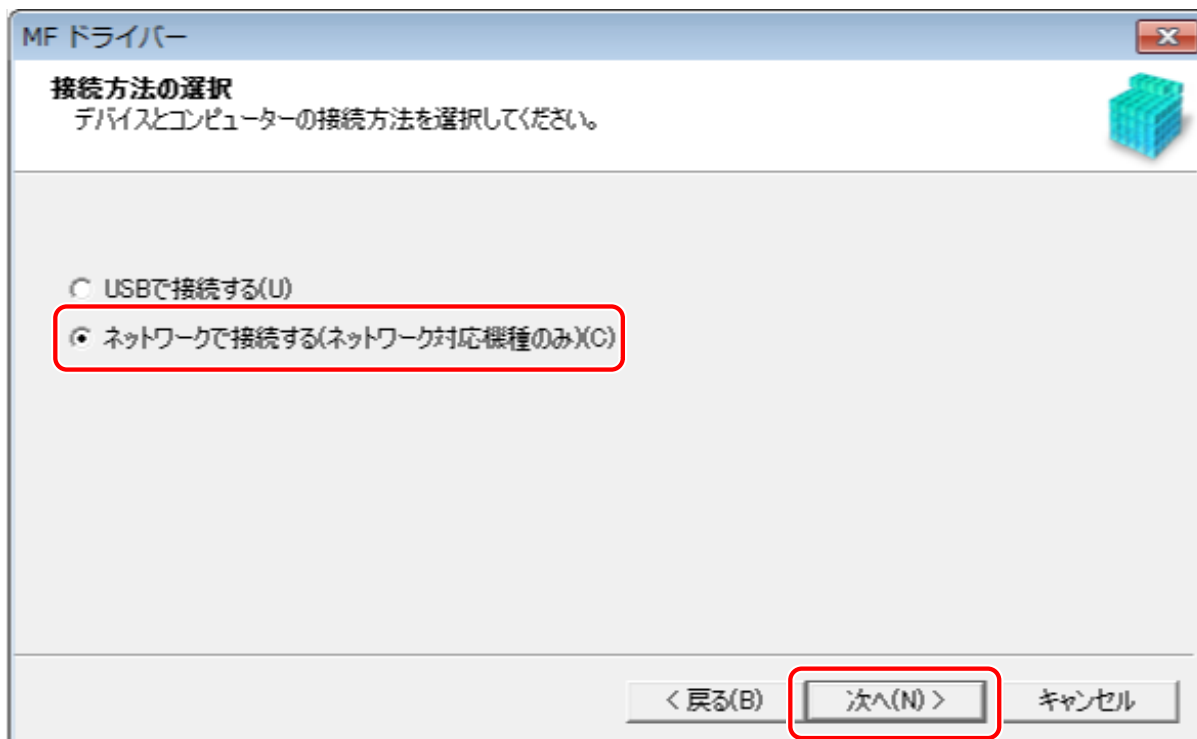 MF ドライバー
接続方法の選択
デバイスとコンピューターの接続方法を選択してください。
USBで接続する(U)
ネットワークで接続する(ネットワーク対応機種のみ)(C)
< 戻る(B)
次へ(N) >
キャンセル